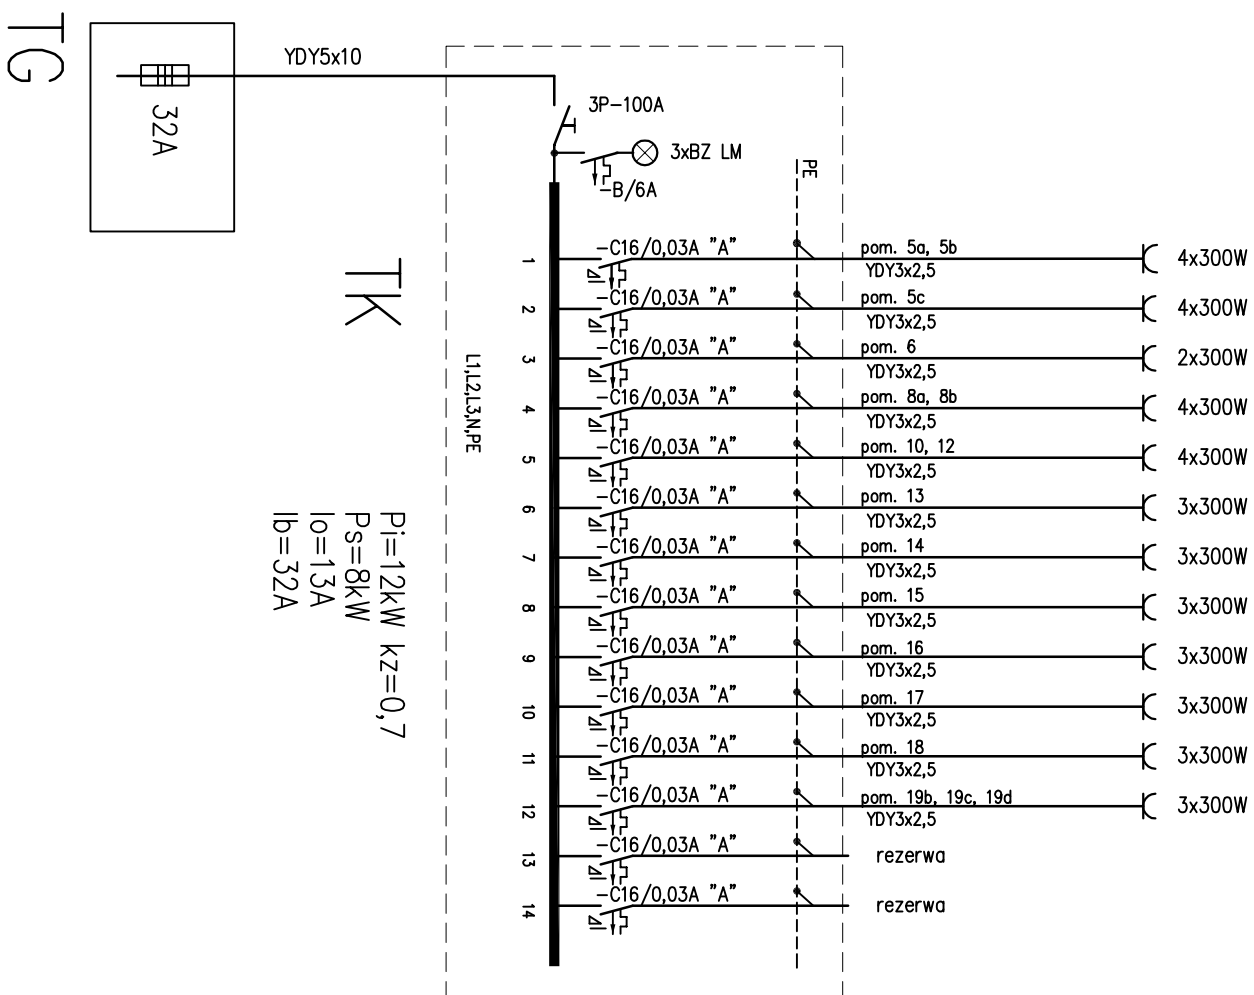 TG
32A
YDY5x10
3P-100A
3xBZ LM
-B/6A
PE
TK
L1,L2,L3,N,PE
Pi=12kW kz=0,7
Ps=8kW
Io=13A
Ib=32A
1 -C16/0,03A "A" pom. 5a, 5b 4x300W
YDY3x2,5
2 -C16/0,03A "A" pom. 5c 4x300W
YDY3x2,5
3 -C16/0,03A "A" pom. 6 2x300W
YDY3x2,5
4 -C16/0,03A "A" pom. 8a, 8b 4x300W
YDY3x2,5
5 -C16/0,03A "A" pom. 10, 12 4x300W
YDY3x2,5
6 -C16/0,03A "A" pom. 13 3x300W
YDY3x2,5
7 -C16/0,03A "A" pom. 14 3x300W
YDY3x2,5
8 -C16/0,03A "A" pom. 15 3x300W
YDY3x2,5
9 -C16/0,03A "A" pom. 16 3x300W
YDY3x2,5
10 -C16/0,03A "A" pom. 17 3x300W
YDY3x2,5
11 -C16/0,03A "A" pom. 18 3x300W
YDY3x2,5
12 -C16/0,03A "A" pom. 19b, 19c, 19d 3x300W
YDY3x2,5
13 -C16/0,03A "A" rezerwa
14 -C16/0,03A "A" rezerwa